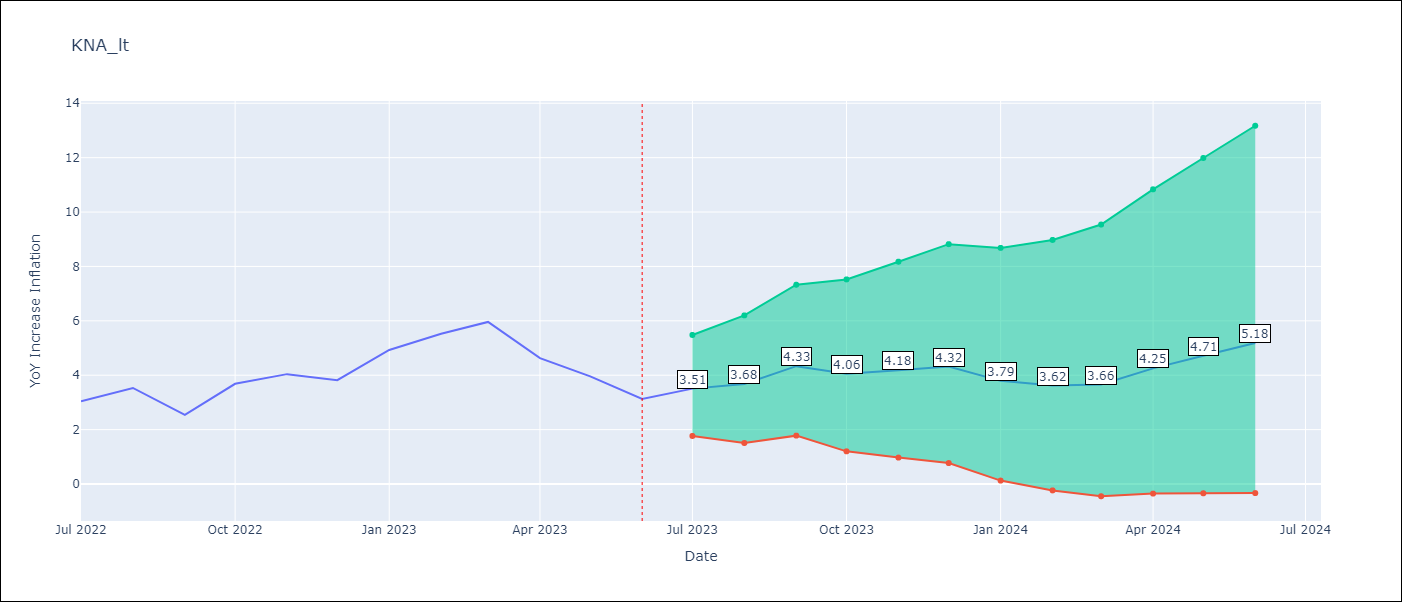 KNA_lt
14
12
10
8
6
4
2
0
YoY Increase Inflation
3.51
3.68
4.33
4.06
4.18
4.32
3.79
3.62
3.66
4.25
4.71
5.18
Jul 2022
Oct 2022
Jan 2023
Apr 2023
Jul 2023
Oct 2023
Jan 2024
Apr 2024
Jul 2024
Date